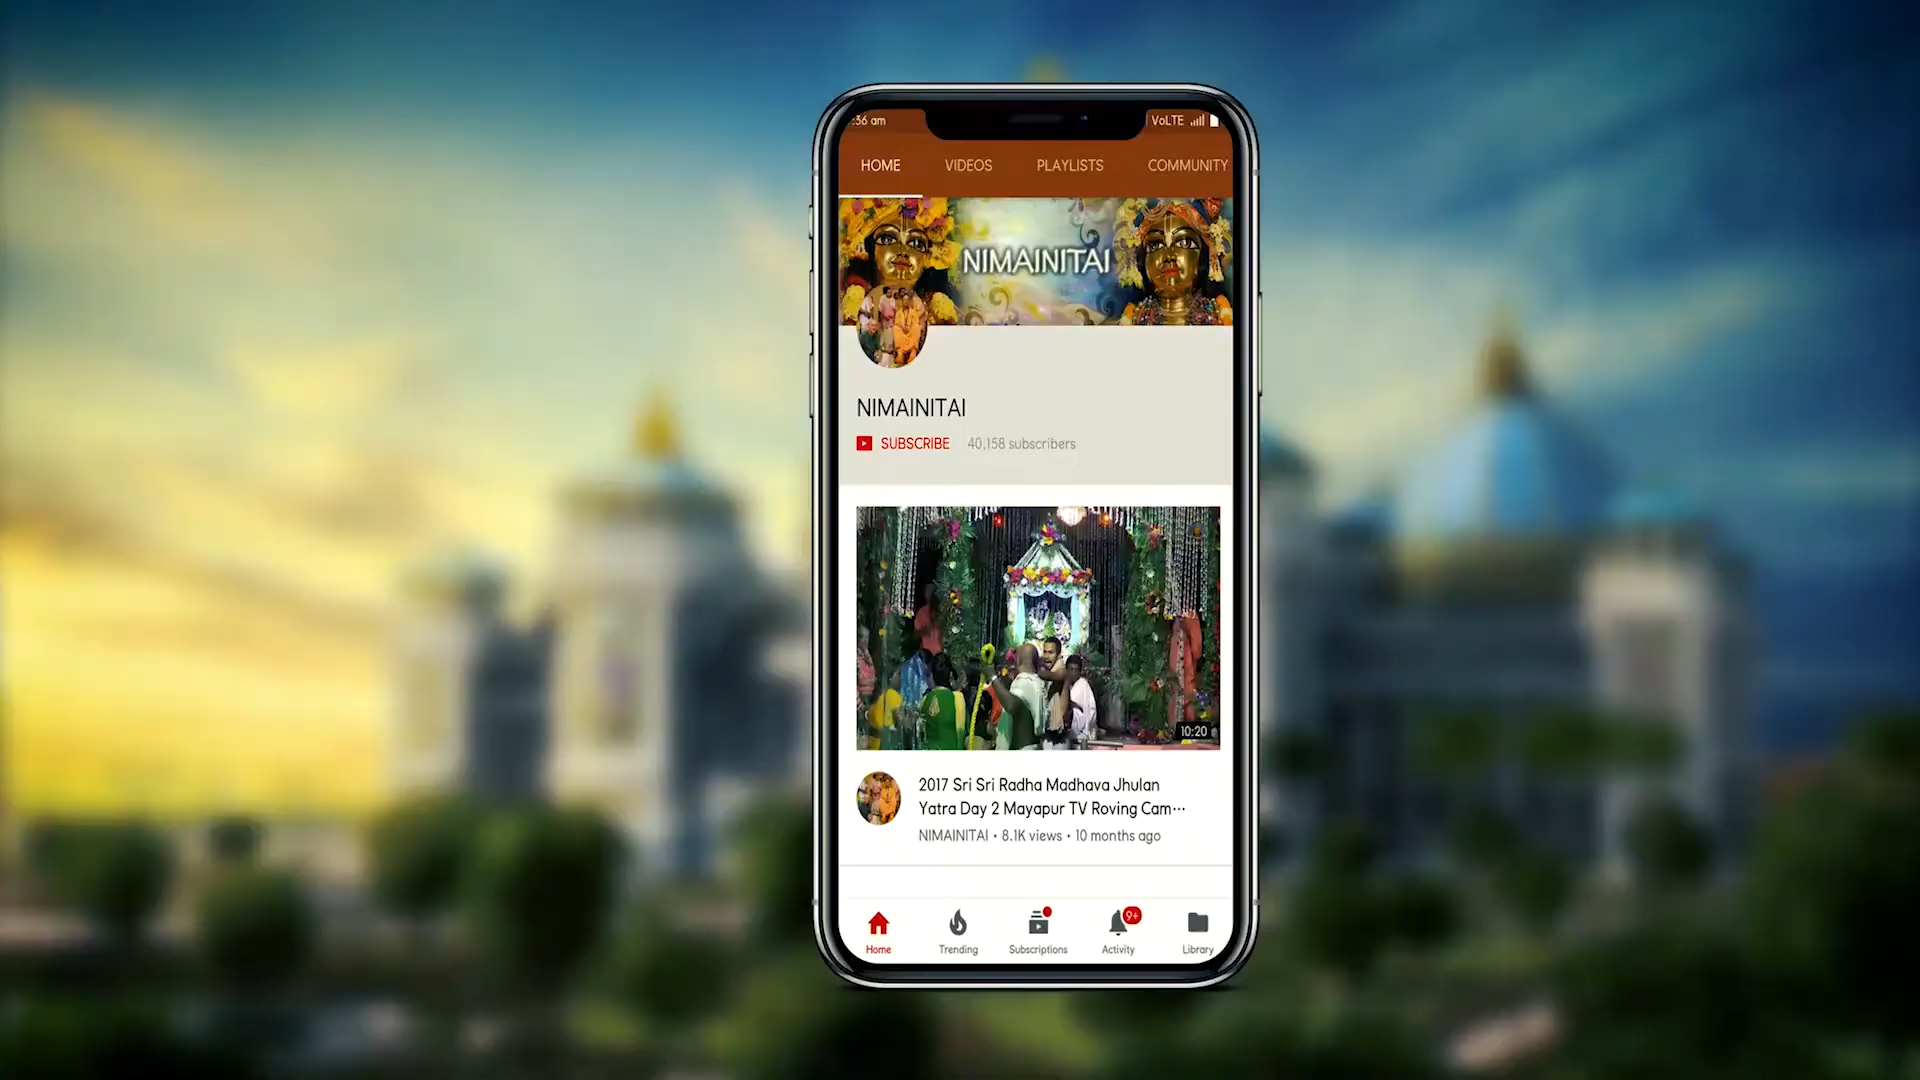 :36 am VoLTE
HOME VIDEOS PLAYLISTS COMMUNITY
NIMAINITAI
NIMAINITAI
SUBSCRIBE 40,158 subscribers
10:20
2017 Sri Sri Radha Madhava Jhulan
Yatra Day 2 Mayapur TV Roving Cam···
NIMAINITAI • 8.1K views • 10 months ago
9+
Home Trending Subscriptions Activity Library